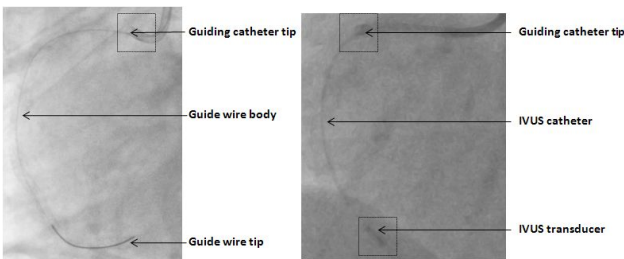 Guiding catheter tip
Guide wire body
Guide wire tip
Guiding catheter tip
IVUS catheter
IVUS transducer